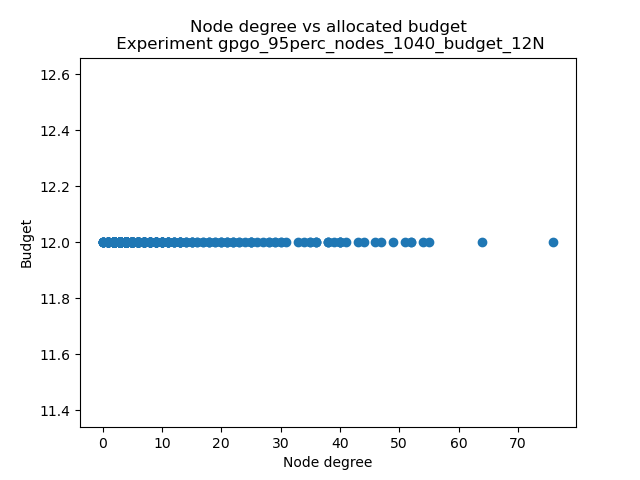 Node degree vs allocated budget
Experiment gpgo_95perc_nodes_1040_budget_12N
12.6
12.4
12.2
12.0
11.8
11.6
11.4
Budget
0 10 20 30 40 50 60 70
Node degree